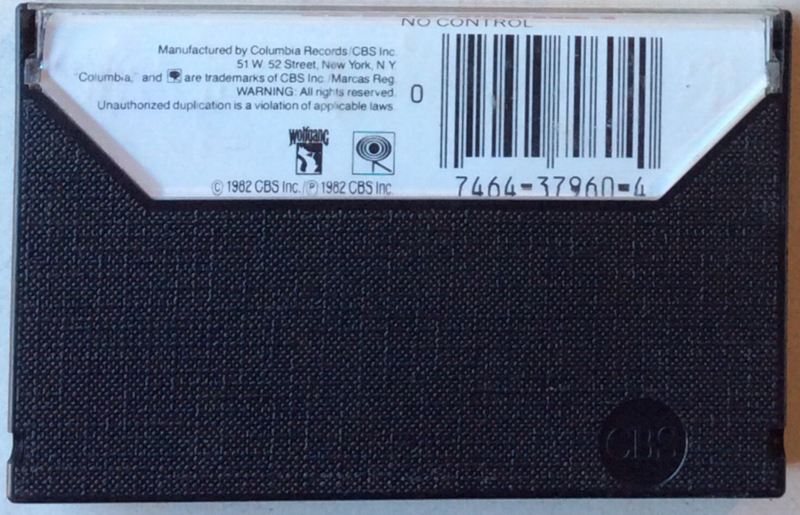 NO CONTROL
Manufactured by Columbia Records/CBS Inc.
51 W. 52 Street, New York, N.Y.
"Columbia," and are trademarks of CBS Inc./Marcas Reg.
WARNING: All rights reserved.
Unauthorized duplication is a violation of applicable laws.
0
wolfgang
© 1982 CBS Inc./℗ 1982 CBS Inc.
7464-37960-4
CBS